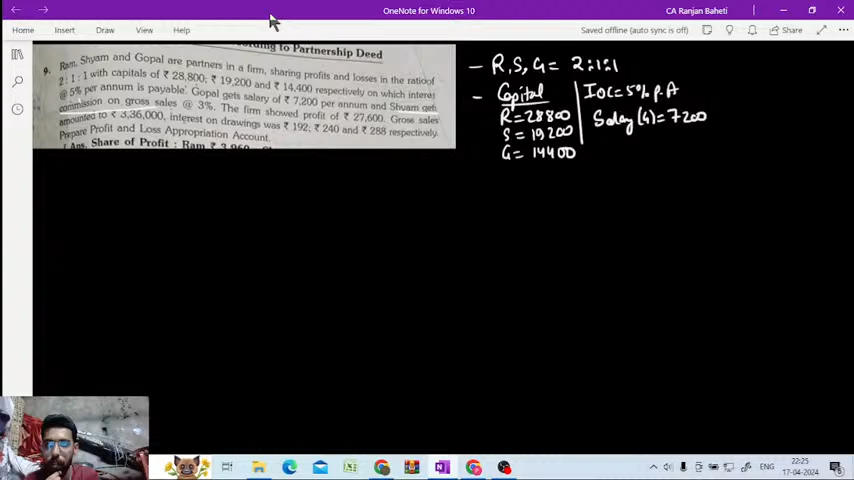 OneNote for Windows 10
CA Ranjan Baheti
Home Insert Draw View Help
Saved offline (auto sync is off)
Share
According to Partnership Deed
9. Ram, Shyam and Gopal are partners in a firm, sharing profits and losses in the ratio of
2 : 1 : 1 with capitals of ₹ 28,800; ₹ 19,200 and ₹ 14,400 respectively on which interest
@ 5% per annum is payable. Gopal gets salary of ₹ 7,200 per annum and Shyam gets
commission on gross sales @ 3%. The firm showed profit of ₹ 27,600. Gross sales
amounted to ₹ 3,36,000, interest on drawings was ₹ 192; ₹ 240 and ₹ 288 respectively.
Prepare Profit and Loss Appropriation Account.
[Ans. Share of Profit : Ram ₹ 3,960
- R, S, G = 2:1:1
- Capital
R = 28800
S = 19200
G = 14400
IOC = 5% P.A
Salary (G) = 7200
ENG
22:25
17-04-2024